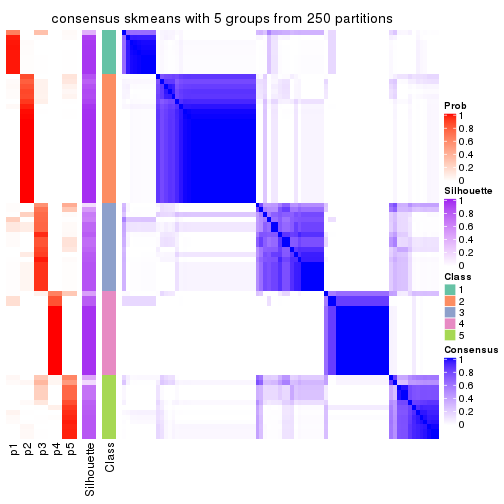 consensus skmeans with 5 groups from 250 partitions
Prob
1
0.8
0.6
0.4
0.2
0
Silhouette
1
0.8
0.6
0.4
0.2
0
Class
1
2
3
4
5
Consensus
1
0.8
0.6
0.4
0.2
0
p1
p2
p3
p4
p5
Silhouette
Class